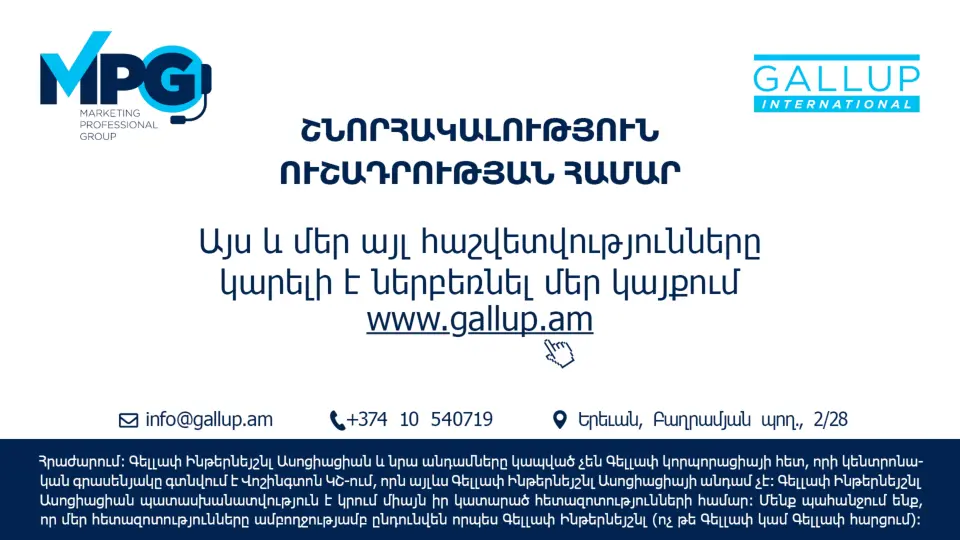 MPG
MARKETING
PROFESSIONAL
GROUP
GALLUP
INTERNATIONAL
ՇՆՈՐՀԱԿԱԼՈՒԹՅՈՒՆ
ՈՒՇԱԴՐՈՒԹՅԱՆ ՀԱՄԱՐ
Այս և մեր այլ հաշվետվությունները
կարելի է ներբեռնել մեր կայքում
www.gallup.am
info@gallup.am
+374 10 540719
Երեւան, Բաղրամյան պող., 2/28
Հրաժարում: Գելլափ Ինթերնեյշնլ Ասոցիացիան և նրա անդամները կապված չեն Գելլափ կորպորացիայի հետ, որի կենտրոնա-
կան գրասենյակը գտնվում է Վոշինգտոն ԿՇ-ում, որն այլևս Գելլափ Ինթերնեյշնլ Ասոցիացիայի անդամ չէ: Գելլափ Ինթերնեյշնլ
Ասոցիացիան պատասխանատվություն է կրում միայն իր կատարած հետազոտությունների համար: Մենք պահանջում ենք,
որ մեր հետազոտությունները ամբողջությամբ ընդունվեն որպես Գելլափ Ինթերնեյշնլ (ոչ թե Գելլափ կամ Գելլափ հարցում):